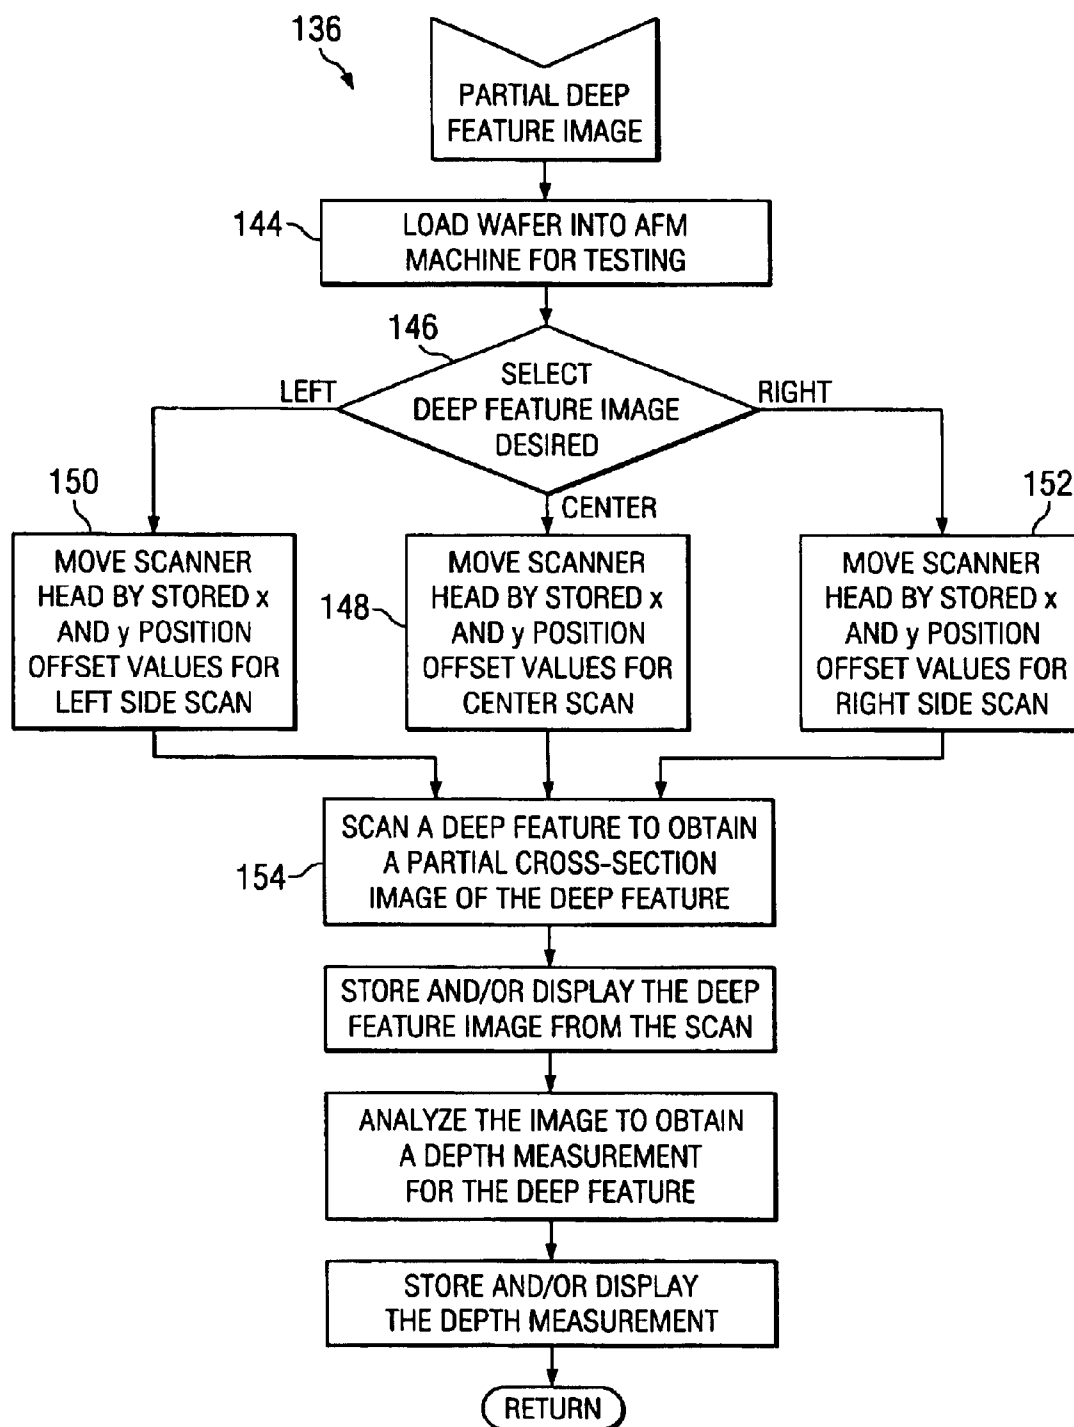 136
PARTIAL DEEP
FEATURE IMAGE
144
LOAD WAFER INTO AFM
MACHINE FOR TESTING
146
SELECT
DEEP FEATURE IMAGE
DESIRED
LEFT
RIGHT
CENTER
150
MOVE SCANNER
HEAD BY STORED x
AND y POSITION
OFFSET VALUES FOR
LEFT SIDE SCAN
148
MOVE SCANNER
HEAD BY STORED x
AND y POSITION
OFFSET VALUES FOR
CENTER SCAN
152
MOVE SCANNER
HEAD BY STORED x
AND y POSITION
OFFSET VALUES FOR
RIGHT SIDE SCAN
154
SCAN A DEEP FEATURE TO OBTAIN
A PARTIAL CROSS-SECTION
IMAGE OF THE DEEP FEATURE
STORE AND/OR DISPLAY THE DEEP
FEATURE IMAGE FROM THE SCAN
ANALYZE THE IMAGE TO OBTAIN
A DEPTH MEASUREMENT
FOR THE DEEP FEATURE
STORE AND/OR DISPLAY
THE DEPTH MEASUREMENT
RETURN